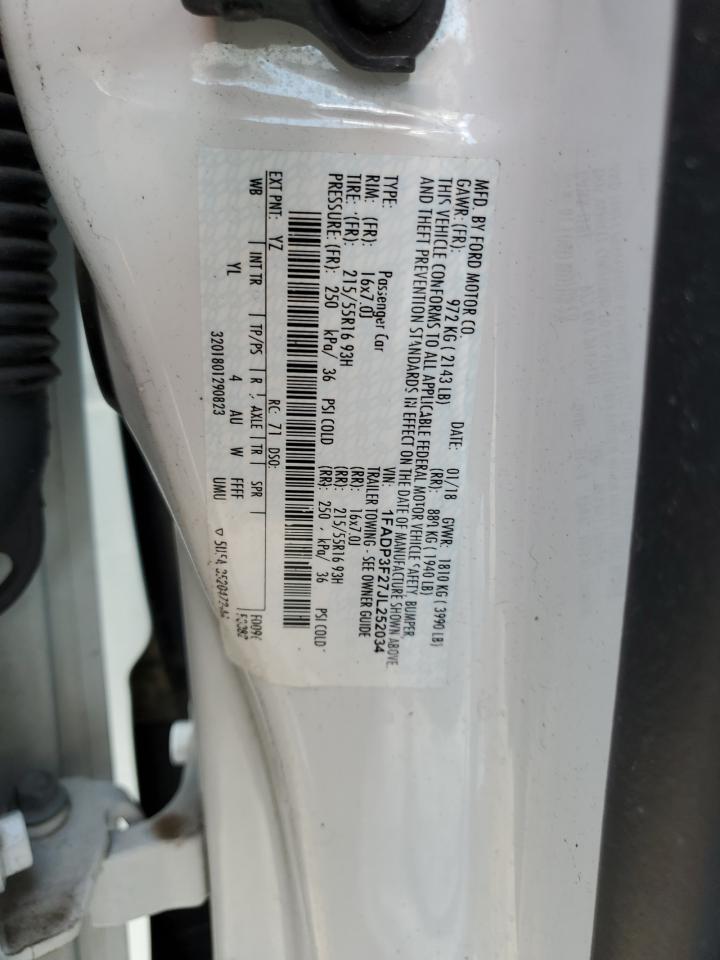 MFD. BY FORD MOTOR CO. DATE: 01/18 GVWR: 1810 KG ( 3990 LB)
GAWR: (FR): 972 KG ( 2143 LB) (RR): 881 KG ( 1940 LB)
THIS VEHICLE CONFORMS TO ALL APPLICABLE FEDERAL MOTOR VEHICLE SAFETY, BUMPER,
AND THEFT PREVENTION STANDARDS IN EFFECT ON THE DATE OF MANUFACTURE SHOWN ABOVE.
VIN: 1FADP3F27JL252034
TYPE: Passenger Car TRAILER TOWING - SEE OWNER GUIDE
RIM: (FR): 16x7.0J (RR): 16x7.0J
TIRE: (FR): 215/55R16 93H (RR): 215/55R16 93H
PRESSURE: (FR): 250 kPa/ 36 PSI COLD (RR): 250 kPa/ 36 PSI COLD
EXT PNT: YZ RC: 71 DSO: F009
WB INT TR TP/PS R AXLE TR SPR
YL 4 AU W FFFF UMU
3201801290823